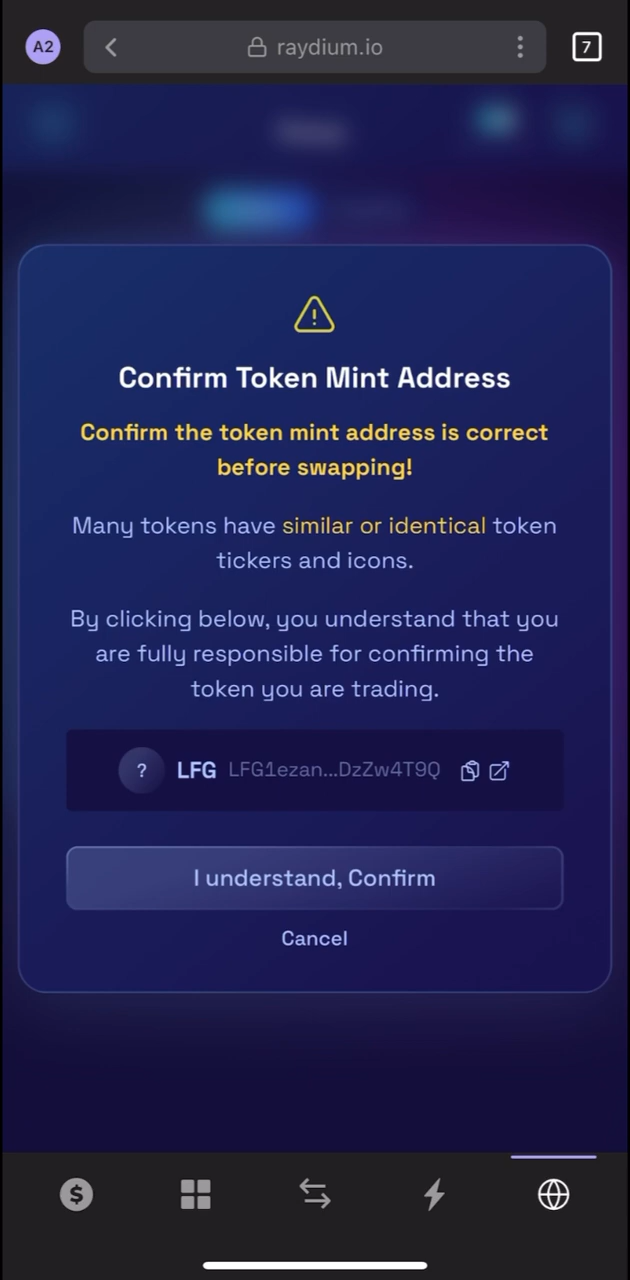 A2
raydium.io
7
Confirm Token Mint Address
Confirm the token mint address is correct
before swapping!
Many tokens have similar or identical token
tickers and icons.
By clicking below, you understand that you
are fully responsible for confirming the
token you are trading.
? LFG LFG1ezan...DzZw4T9Q
I understand, Confirm
Cancel
$